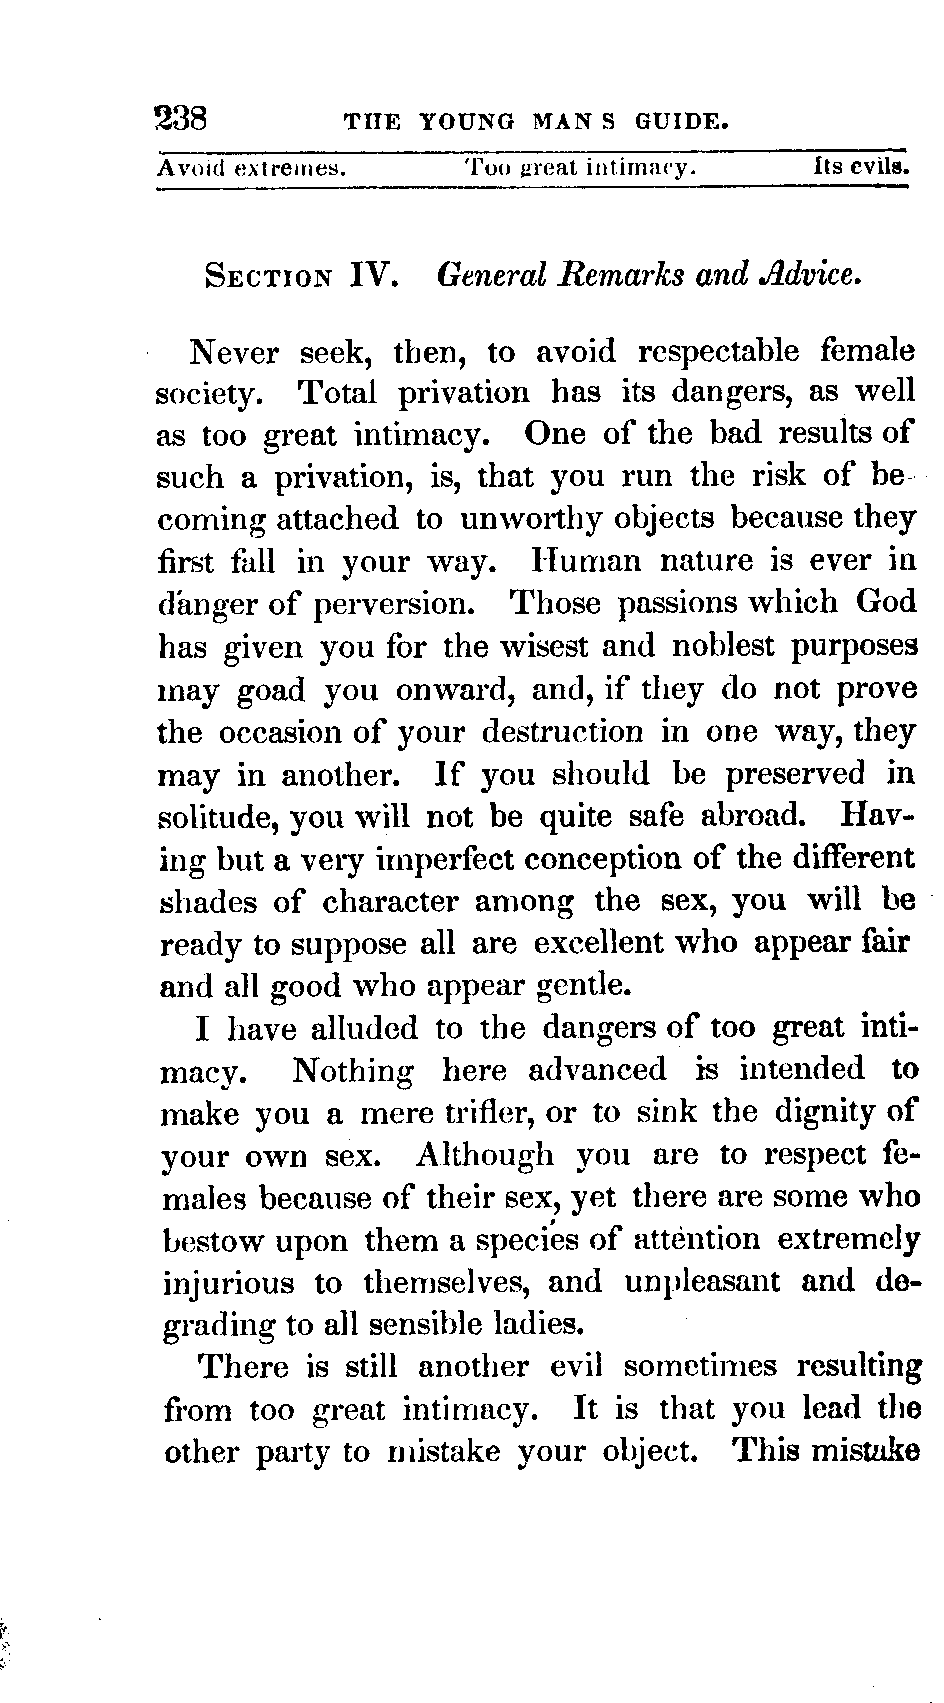 238 THE YOUNG MAN S GUIDE.
Avoid extremes. Too great intimacy. Its evils.
SECTION IV. General Remarks and Advice.
Never seek, then, to avoid respectable female
society. Total privation has its dangers, as well
as too great intimacy. One of the bad results of
such a privation, is, that you run the risk of be-
coming attached to unworthy objects because they
first fall in your way. Human nature is ever in
danger of perversion. Those passions which God
has given you for the wisest and noblest purposes
may goad you onward, and, if they do not prove
the occasion of your destruction in one way, they
may in another. If you should be preserved in
solitude, you will not be quite safe abroad. Hav-
ing but a very imperfect conception of the different
shades of character among the sex, you will be
ready to suppose all are excellent who appear fair
and all good who appear gentle.
I have alluded to the dangers of too great inti-
macy. Nothing here advanced is intended to
make you a mere trifler, or to sink the dignity of
your own sex. Although you are to respect fe-
males because of their sex, yet there are some who
bestow upon them a species of attention extremely
injurious to themselves, and unpleasant and de-
grading to all sensible ladies.
There is still another evil sometimes resulting
from too great intimacy. It is that you lead the
other party to mistake your object. This mistake